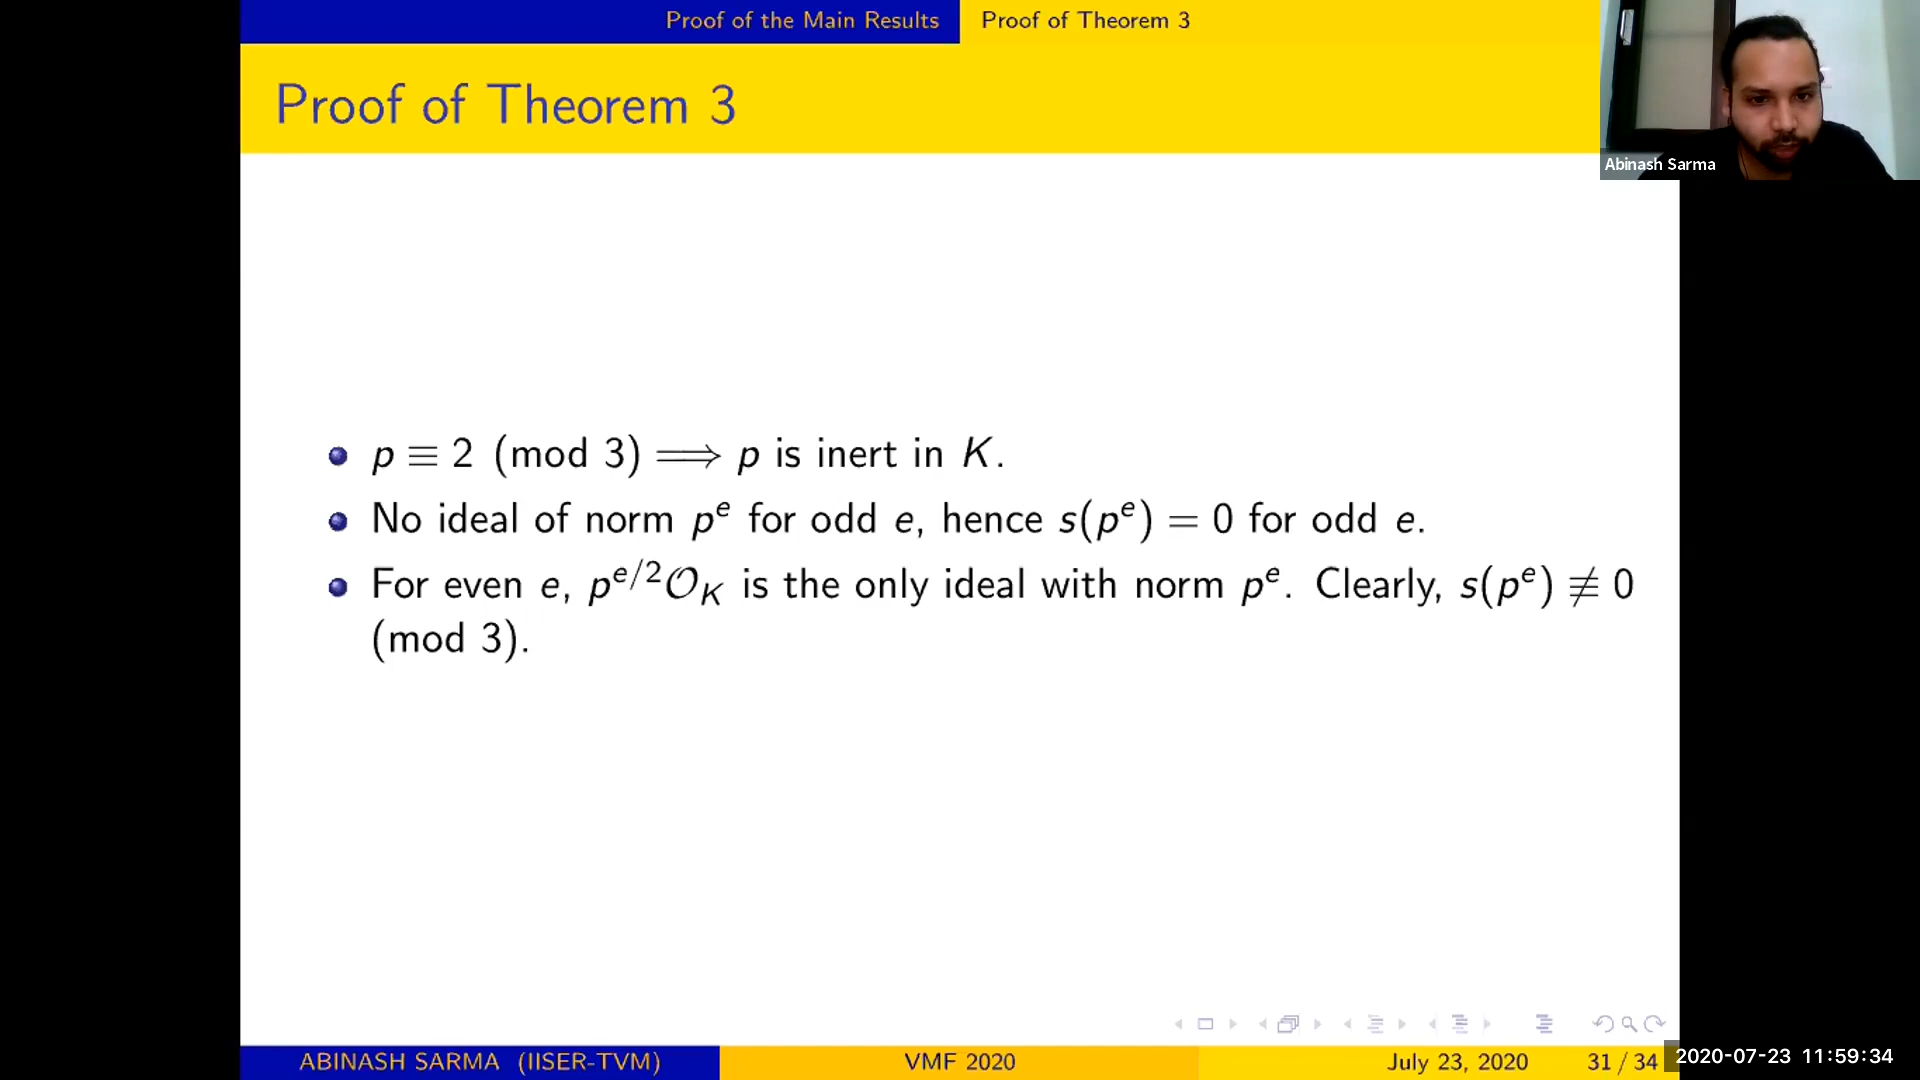 Proof of the Main Results
Proof of Theorem 3
Proof of Theorem 3
Abinash Sarma
p ≡ 2 (mod 3) ⟹ p is inert in K.
No ideal of norm p^e for odd e, hence s(p^e) = 0 for odd e.
For even e, p^{e/2}𝒪_K is the only ideal with norm p^e. Clearly, s(p^e) ≢ 0
(mod 3).
ABINASH SARMA (IISER-TVM)
VMF 2020
July 23, 2020
31 / 34
2020-07-23 11:59:34